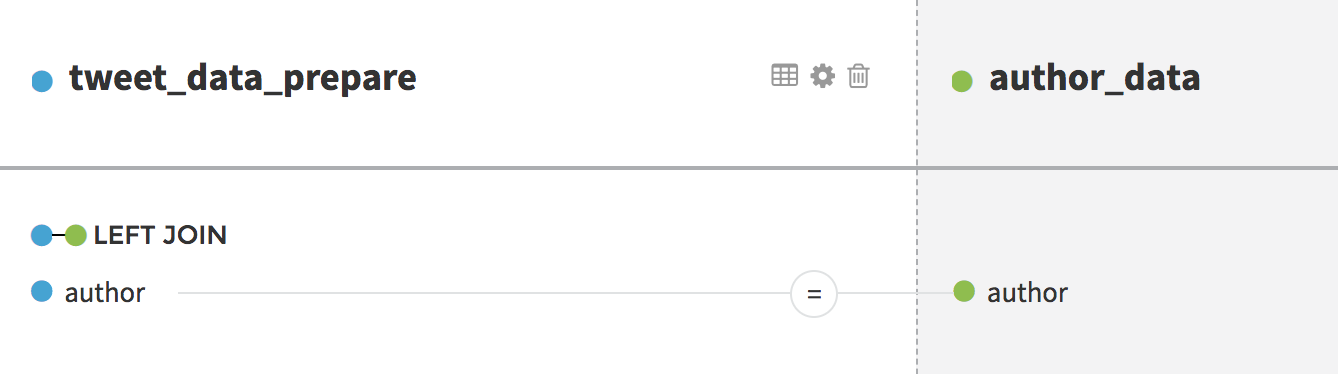 tweet_data_prepare author_data
LEFT JOIN
author = author